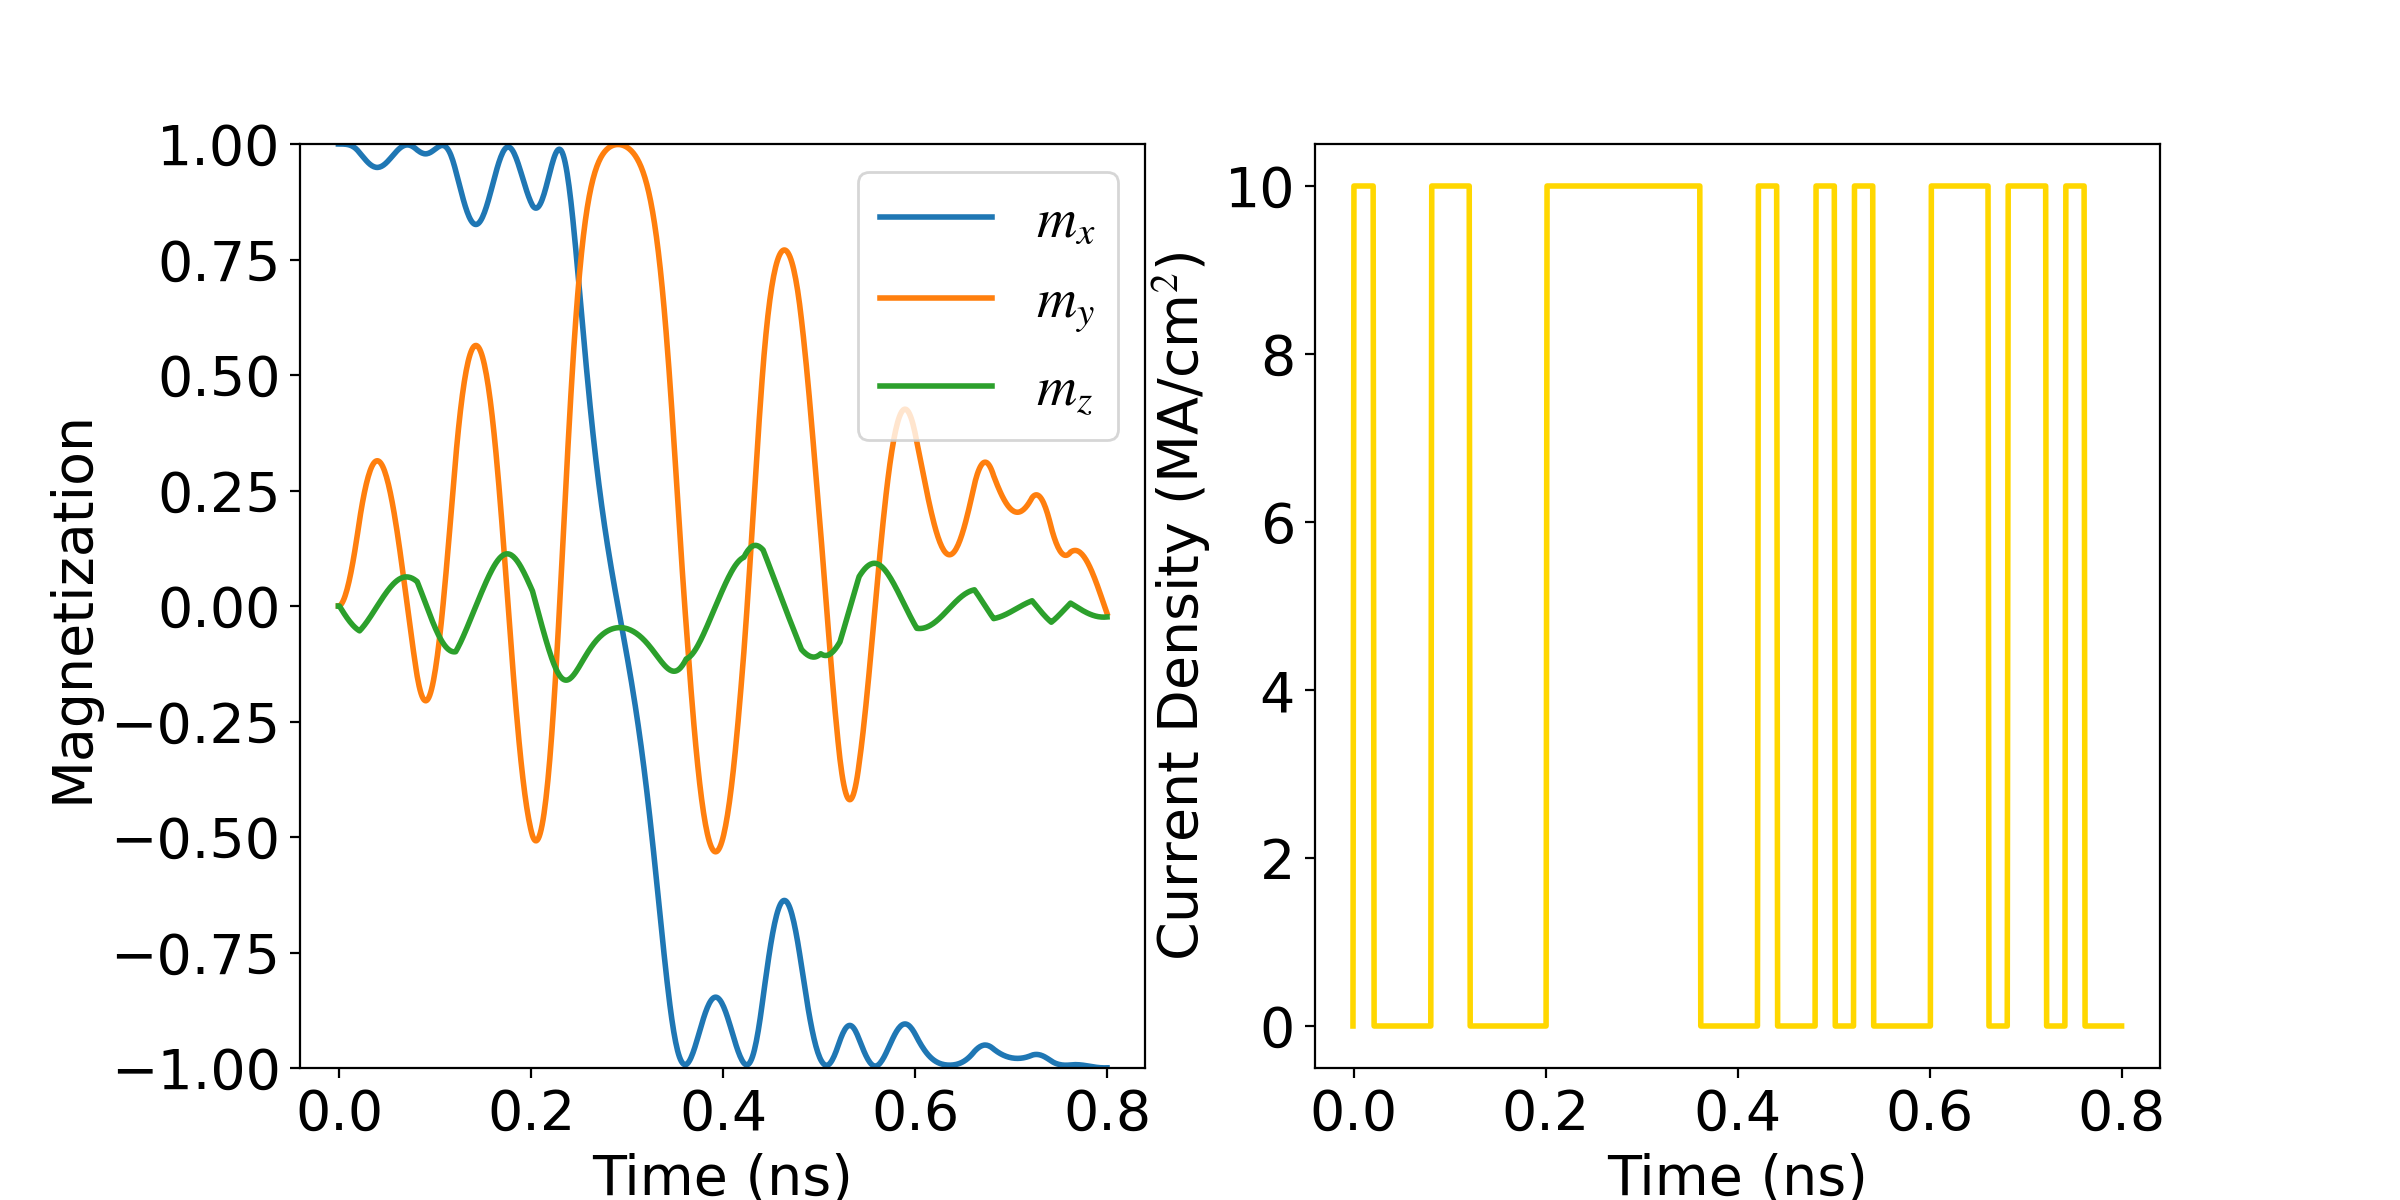 Magnetization
1.00
0.75
0.50
0.25
0.00
−0.25
−0.50
−0.75
−1.00
0.0 0.2 0.4 0.6 0.8
Time (ns)
m_x
m_y
m_z
Current Density (MA/cm²)
10
8
6
4
2
0
0.0 0.2 0.4 0.6 0.8
Time (ns)